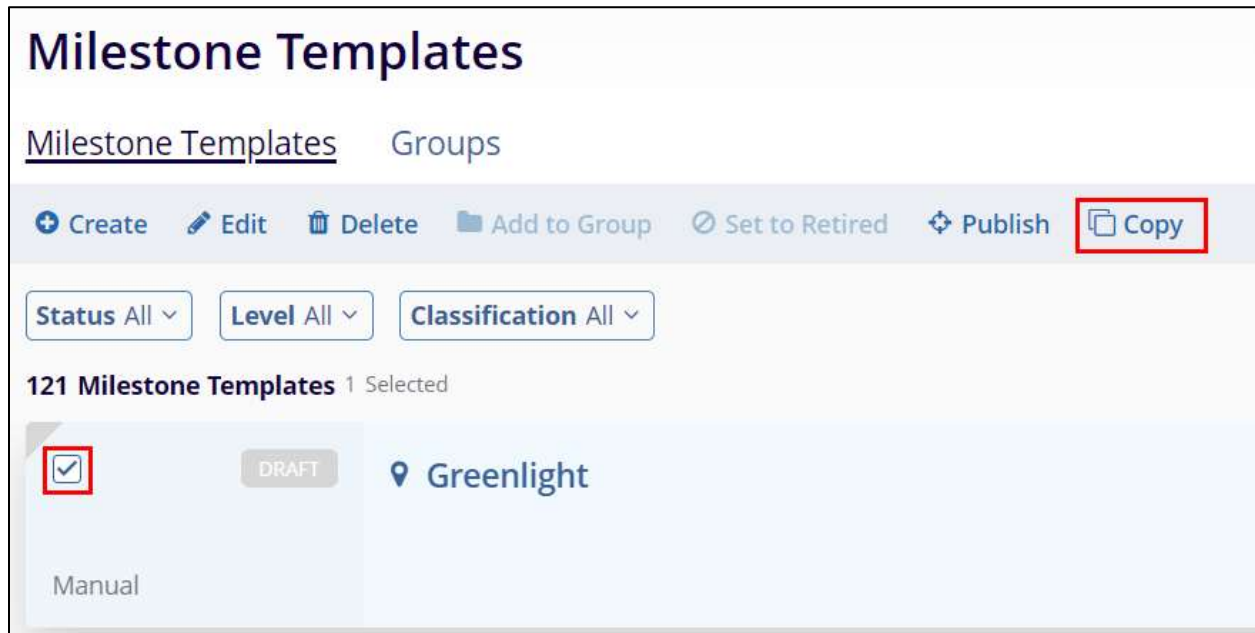 Milestone Templates
Milestone Templates Groups
Create Edit Delete Add to Group Set to Retired Publish Copy
Status All Level All Classification All
121 Milestone Templates 1 Selected
DRAFT Greenlight
Manual